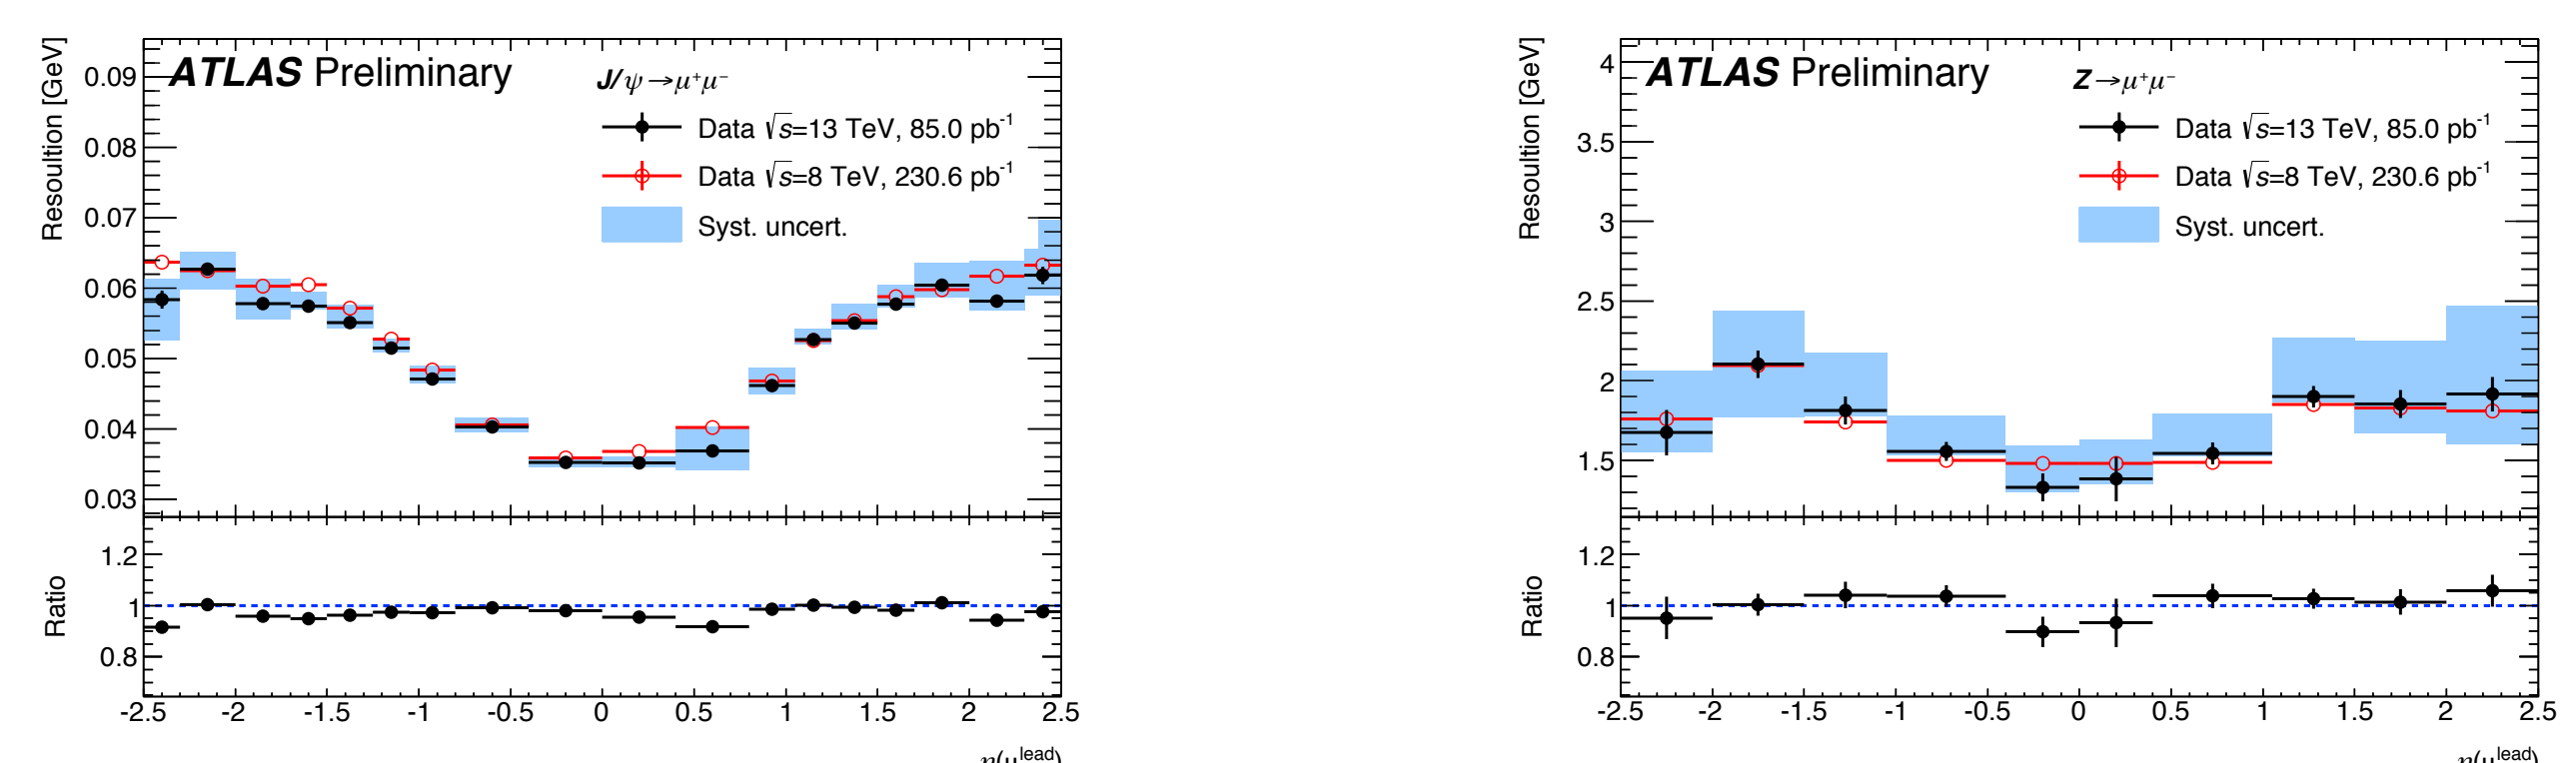 Resoultion [GeV]
ATLAS Preliminary
J/ψ→μ⁺μ⁻
Data √s=13 TeV, 85.0 pb⁻¹
Data √s=8 TeV, 230.6 pb⁻¹
Syst. uncert.
0.09
0.08
0.07
0.06
0.05
0.04
0.03
Ratio
1.2
1
0.8
-2.5 -2 -1.5 -1 -0.5 0 0.5 1 1.5 2 2.5
η(μ^lead)
Resoultion [GeV]
ATLAS Preliminary
Z→μ⁺μ⁻
Data √s=13 TeV, 85.0 pb⁻¹
Data √s=8 TeV, 230.6 pb⁻¹
Syst. uncert.
4
3.5
3
2.5
2
1.5
Ratio
1.2
1
0.8
-2.5 -2 -1.5 -1 -0.5 0 0.5 1 1.5 2 2.5
η(μ^lead)